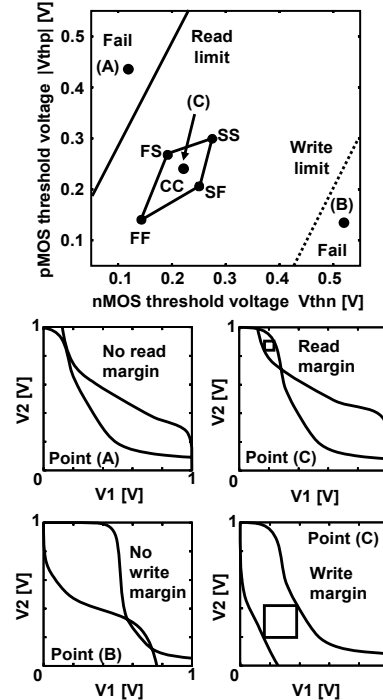 pMOS threshold voltage |Vthp| [V]
0.5
0.4
0.3
0.2
0.1
Fail
(A)
Read
limit
(C)
FS
SS
CC
SF
FF
Write
limit
(B)
Fail
0.1
0.2
0.3
0.4
0.5
nMOS threshold voltage Vthn [V]
1
V2 [V]
No read
margin
Point (A)
0
V1 [V]
1
1
V2 [V]
Read
margin
Point (C)
0
V1 [V]
1
1
V2 [V]
No
write
margin
Point (B)
0
V1 [V]
1
1
V2 [V]
Point (C)
Write
margin
0
V1 [V]
1